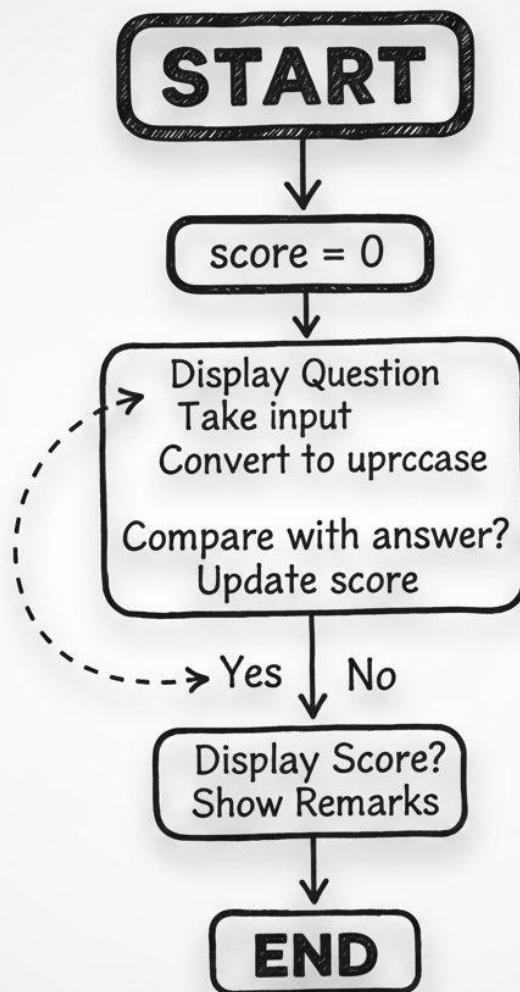 START
score = 0
Display Question
Take input
Convert to uprccase
Compare with answer?
Update score
Yes No
Display Score?
Show Remarks
END